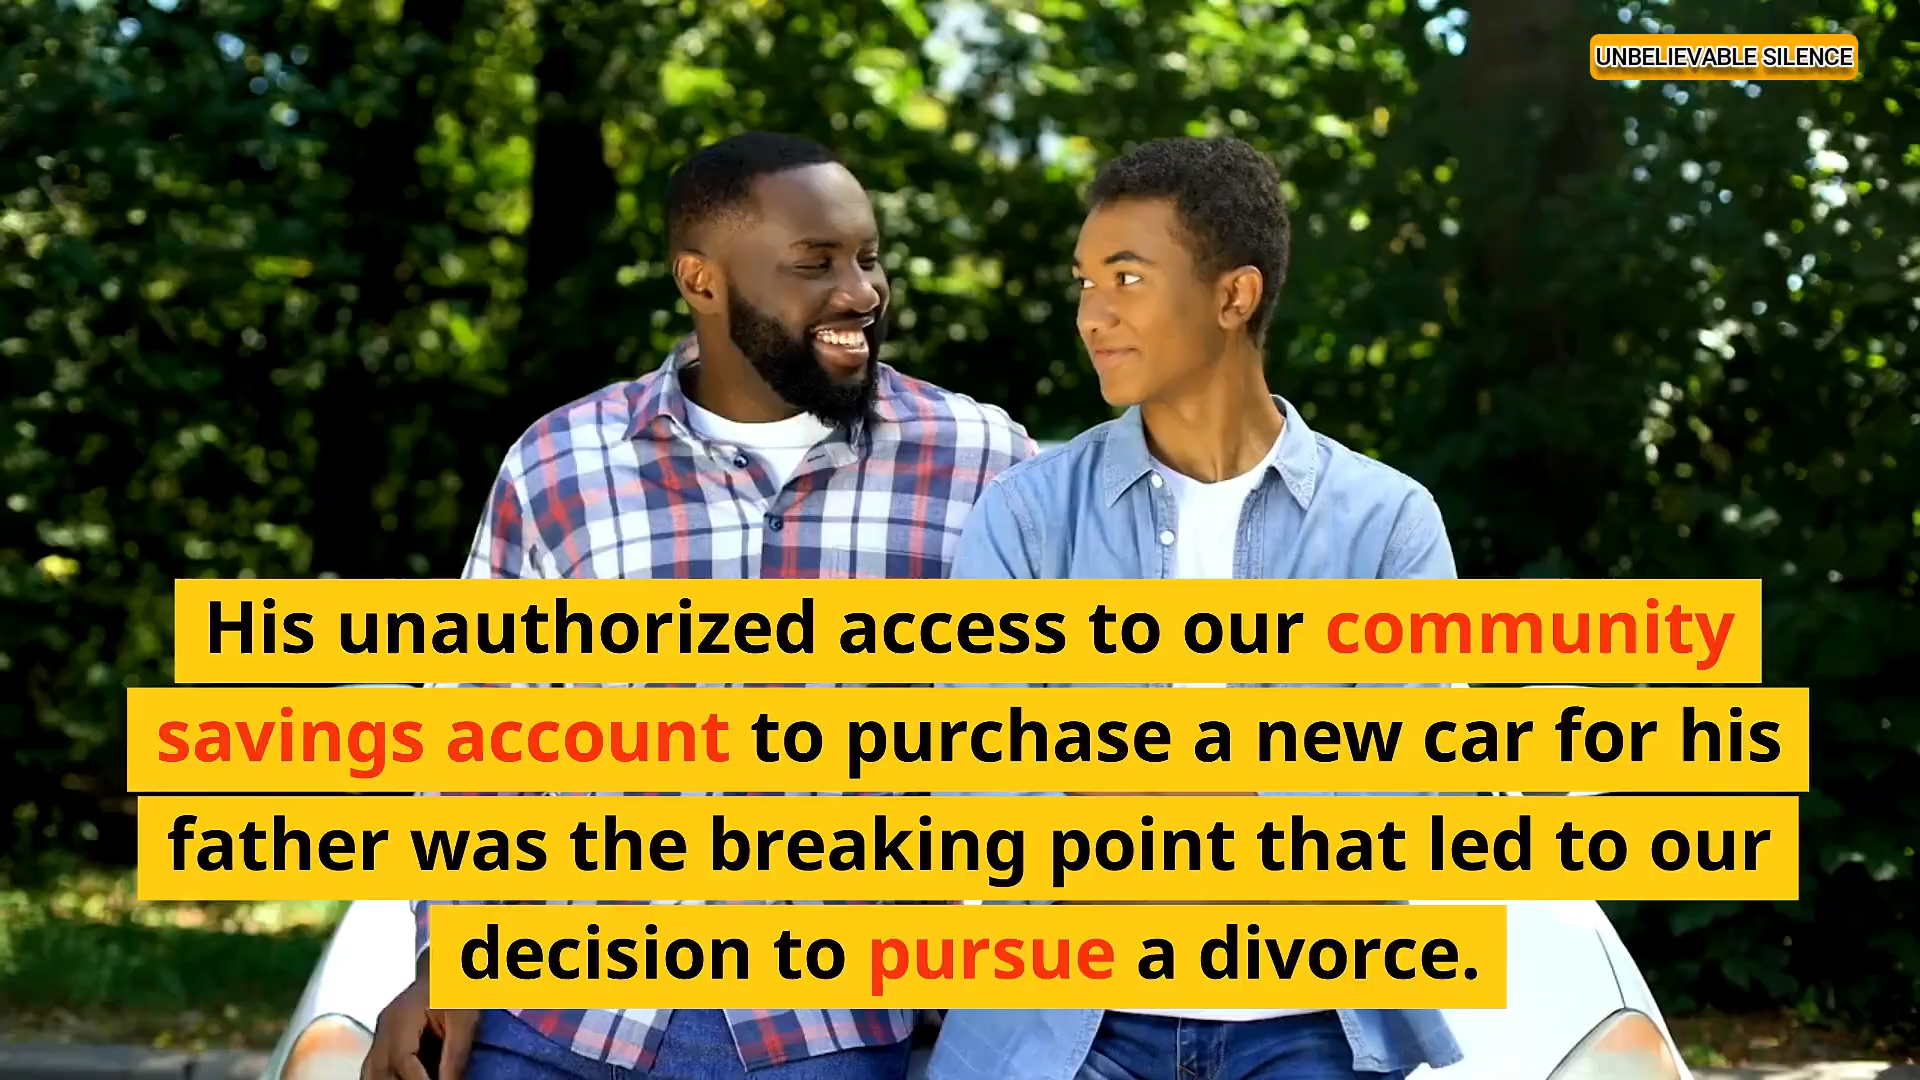 UNBELIEVABLE SILENCE
His unauthorized access to our community
savings account to purchase a new car for his
father was the breaking point that led to our
decision to pursue a divorce.